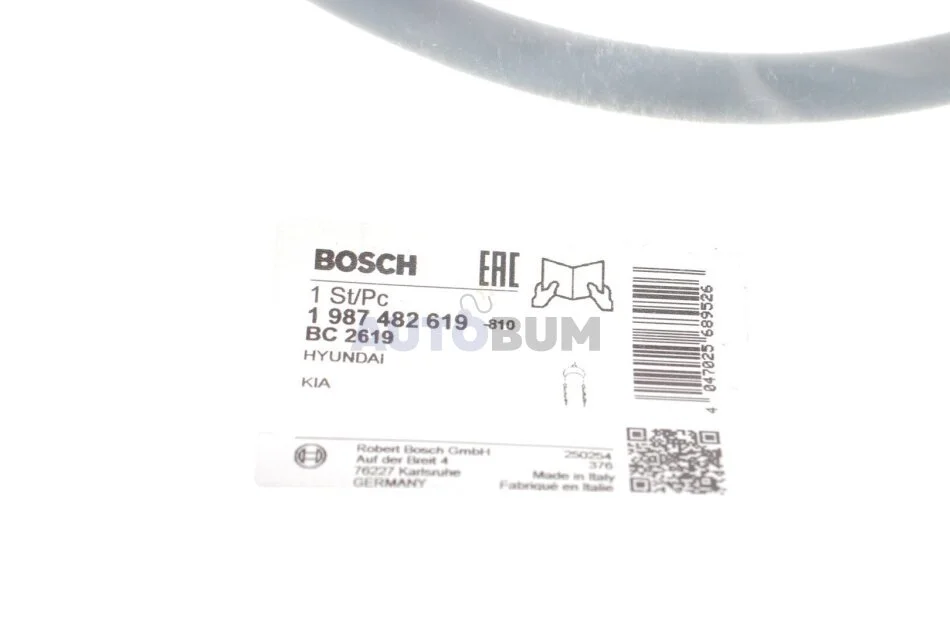 BOSCH EAC
1 St/Pc
1 987 482 619 -810
AUTOBUM
BC 2619
HYUNDAI
KIA
4 047025 689526
Robert Bosch GmbH
Auf der Breit 4
76227 Karlsruhe
GERMANY
250254
376
Made in Italy
Fabriqué en Italie